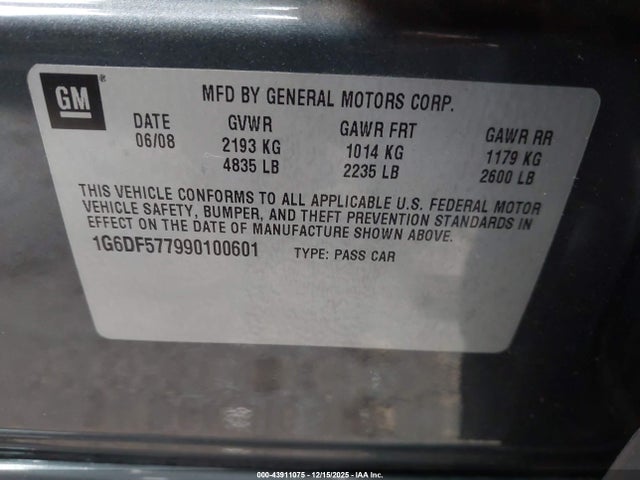 GM®
MFD BY GENERAL MOTORS CORP.
DATE GVWR GAWR FRT GAWR RR
06/08 2193 KG 1014 KG 1179 KG
4835 LB 2235 LB 2600 LB
THIS VEHICLE CONFORMS TO ALL APPLICABLE U.S. FEDERAL MOTOR
VEHICLE SAFETY, BUMPER, AND THEFT PREVENTION STANDARDS IN
EFFECT ON THE DATE OF MANUFACTURE SHOWN ABOVE.
1G6DF577990100601 TYPE: PASS CAR
00-43911075 - 12/15/2025 - IAA Inc.